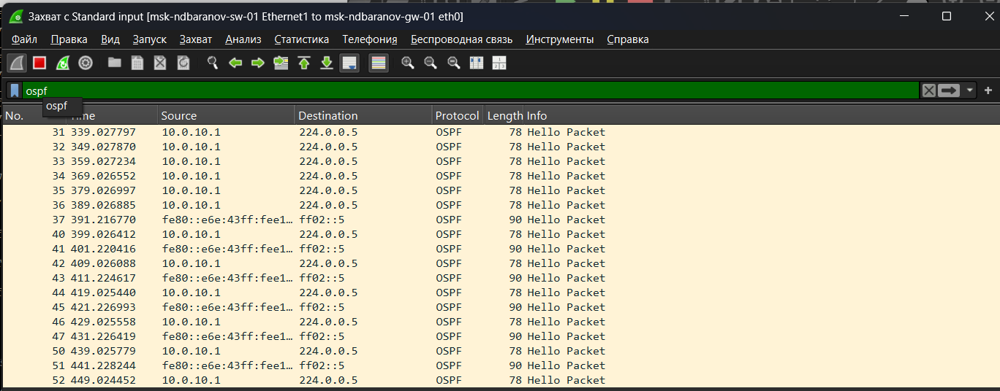 Захват с Standard input [msk-ndbaranov-sw-01 Ethernet1 to msk-ndbaranov-gw-01 eth0]
Файл Правка Вид Запуск Захват Анализ Статистика Телефония Беспроводная связь Инструменты Справка
ospf
ospf
No. Source Destination Protocol Length Info
31 339.027797 10.0.10.1 224.0.0.5 OSPF 78 Hello Packet
32 349.027870 10.0.10.1 224.0.0.5 OSPF 78 Hello Packet
33 359.027234 10.0.10.1 224.0.0.5 OSPF 78 Hello Packet
34 369.026552 10.0.10.1 224.0.0.5 OSPF 78 Hello Packet
35 379.026997 10.0.10.1 224.0.0.5 OSPF 78 Hello Packet
36 389.026885 10.0.10.1 224.0.0.5 OSPF 78 Hello Packet
37 391.216770 fe80::e6e:43ff:fee1… ff02::5 OSPF 90 Hello Packet
40 399.026412 10.0.10.1 224.0.0.5 OSPF 78 Hello Packet
41 401.220416 fe80::e6e:43ff:fee1… ff02::5 OSPF 90 Hello Packet
42 409.026088 10.0.10.1 224.0.0.5 OSPF 78 Hello Packet
43 411.224617 fe80::e6e:43ff:fee1… ff02::5 OSPF 90 Hello Packet
44 419.025440 10.0.10.1 224.0.0.5 OSPF 78 Hello Packet
45 421.226993 fe80::e6e:43ff:fee1… ff02::5 OSPF 90 Hello Packet
46 429.025558 10.0.10.1 224.0.0.5 OSPF 78 Hello Packet
47 431.226419 fe80::e6e:43ff:fee1… ff02::5 OSPF 90 Hello Packet
50 439.025779 10.0.10.1 224.0.0.5 OSPF 78 Hello Packet
51 441.228244 fe80::e6e:43ff:fee1… ff02::5 OSPF 90 Hello Packet
52 449.024452 10.0.10.1 224.0.0.5 OSPF 78 Hello Packet